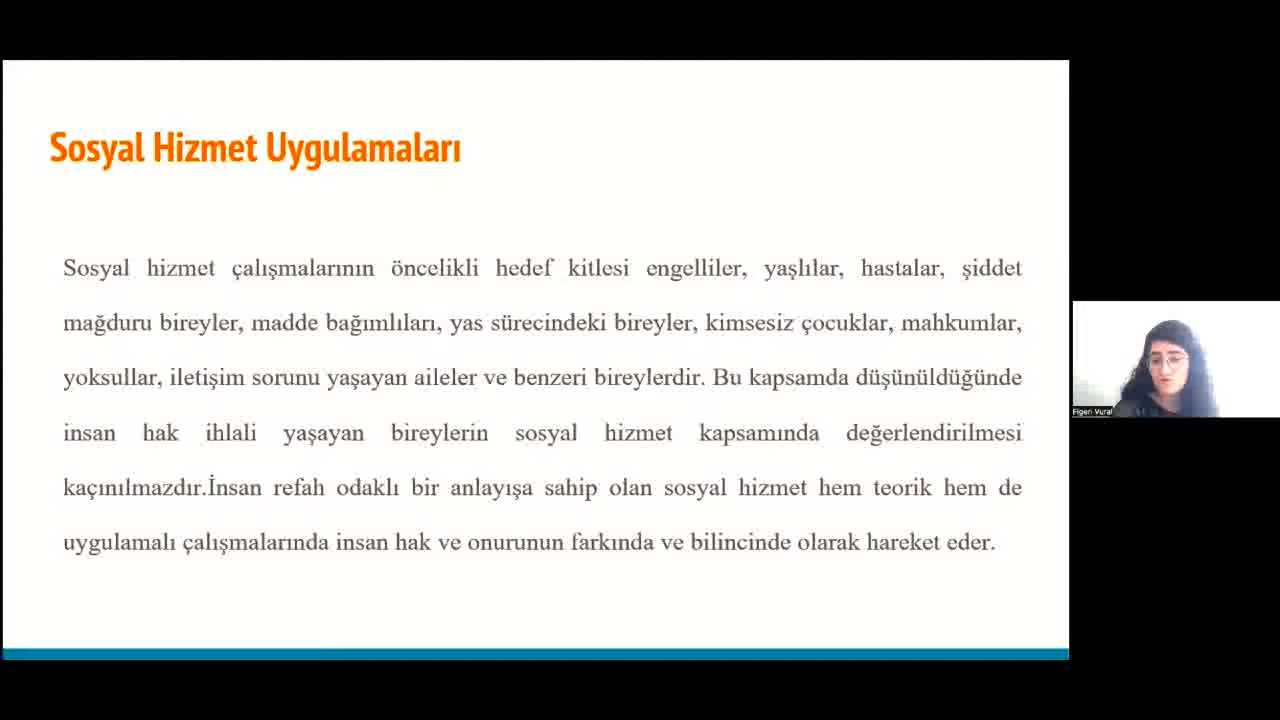 Sosyal Hizmet Uygulamaları
Sosyal hizmet çalışmalarının öncelikli hedef kitlesi engelliler, yaşlılar, hastalar, şiddet
mağduru bireyler, madde bağımlıları, yas sürecindeki bireyler, kimsesiz çocuklar, mahkumlar,
yoksullar, iletişim sorunu yaşayan aileler ve benzeri bireylerdir. Bu kapsamda düşünüldüğünde
insan hak ihlali yaşayan bireylerin sosyal hizmet kapsamında değerlendirilmesi
kaçınılmazdır.İnsan refah odaklı bir anlayışa sahip olan sosyal hizmet hem teorik hem de
uygulamalı çalışmalarında insan hak ve onurunun farkında ve bilincinde olarak hareket eder.
Figen Vural